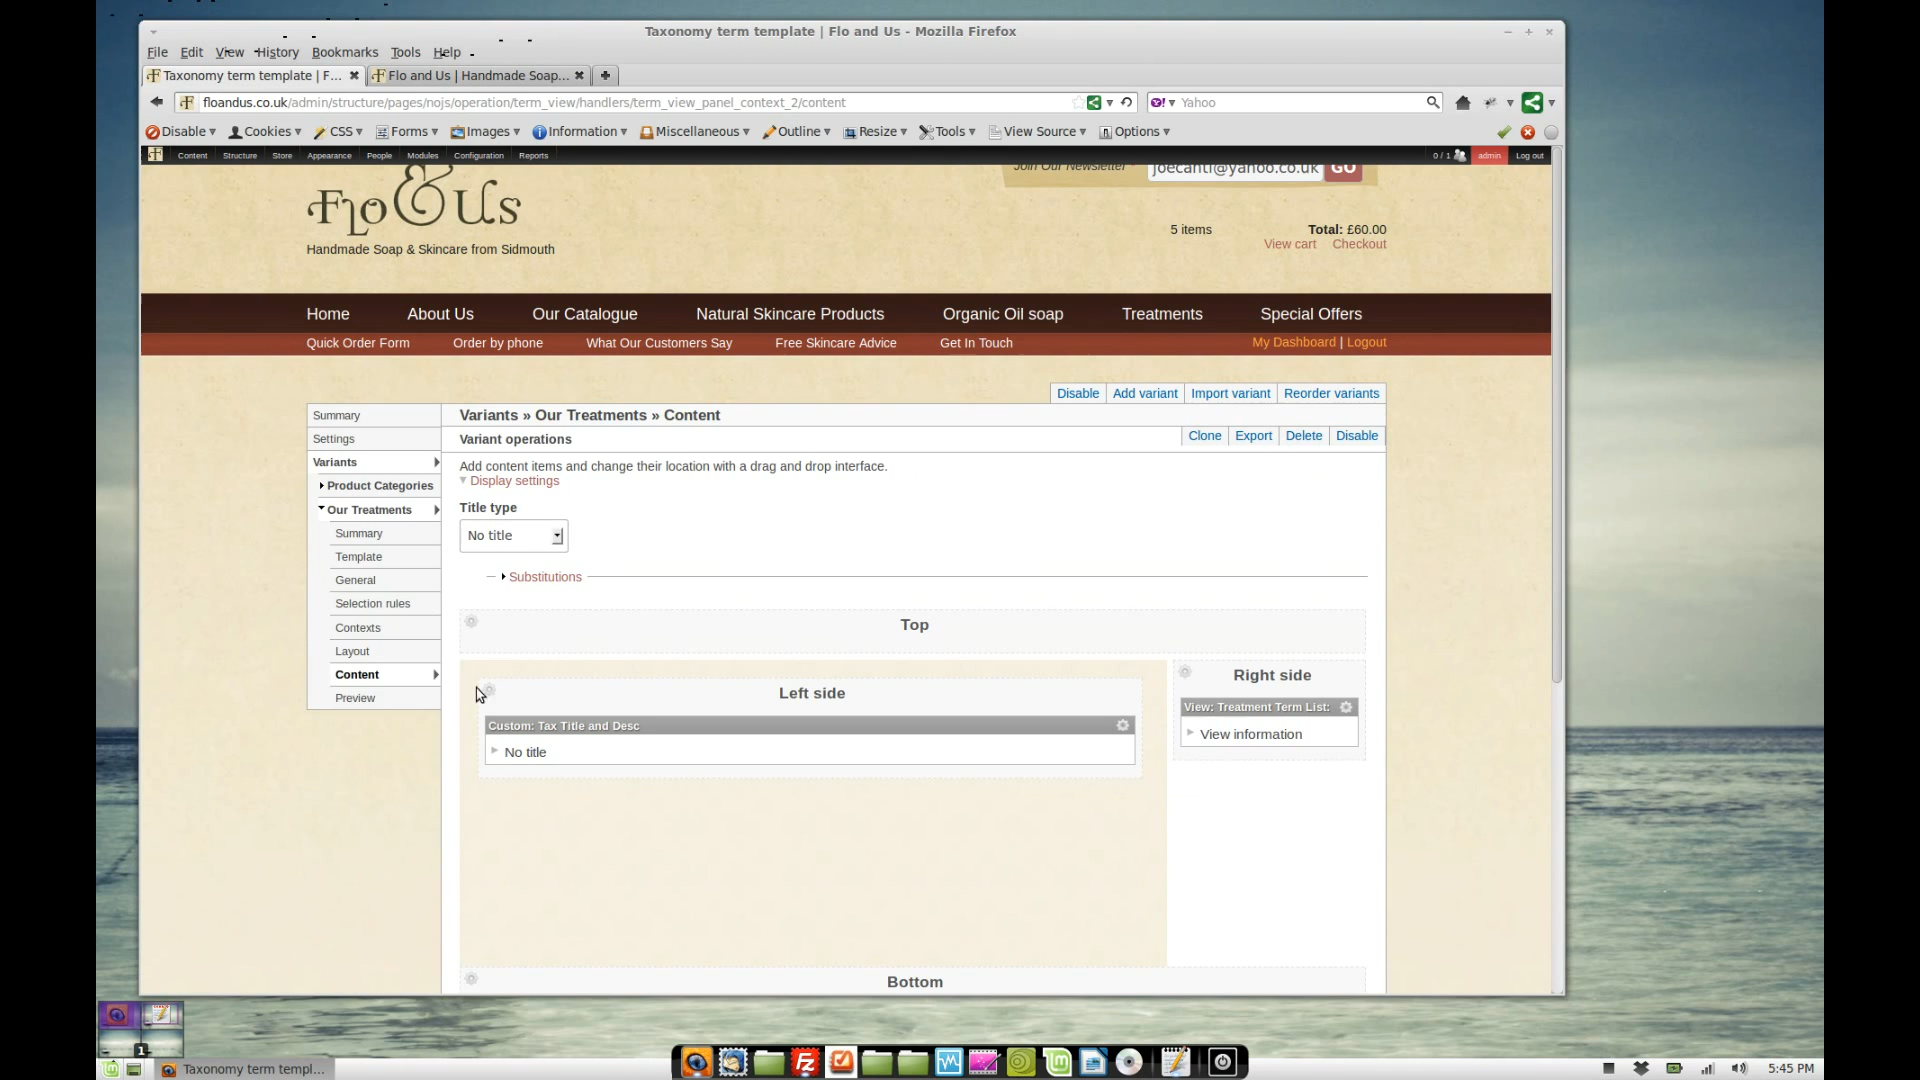 Taxonomy term template | Flo and Us - Mozilla Firefox
File Edit View History Bookmarks Tools Help
Taxonomy term template | F... Flo and Us | Handmade Soap...
floandus.co.uk/admin/structure/pages/nojs/operation/term_view/handlers/term_view_panel_context_2/content Yahoo
Disable Cookies CSS Forms Images Information Miscellaneous Outline Resize Tools View Source Options
Content Structure Store Appearance People Modules Configuration Reports 0 / 1 admin Log out
Join Our Newsletter joecanti@yahoo.co.uk GO
Flo & Us
Handmade Soap & Skincare from Sidmouth
5 items Total: £60.00
View cart Checkout
Home About Us Our Catalogue Natural Skincare Products Organic Oil soap Treatments Special Offers
Quick Order Form Order by phone What Our Customers Say Free Skincare Advice Get In Touch My Dashboard | Logout
Disable Add variant Import variant Reorder variants
Summary
Settings
Variants
Product Categories
Our Treatments
Summary
Template
General
Selection rules
Contexts
Layout
Content
Preview
Variants » Our Treatments » Content
Variant operations Clone Export Delete Disable
Add content items and change their location with a drag and drop interface.
Display settings
Title type
No title
Substitutions
Top
Left side
Custom: Tax Title and Desc
No title
Right side
View: Treatment Term List:
View information
Bottom
1
Taxonomy term templ...
5:45 PM